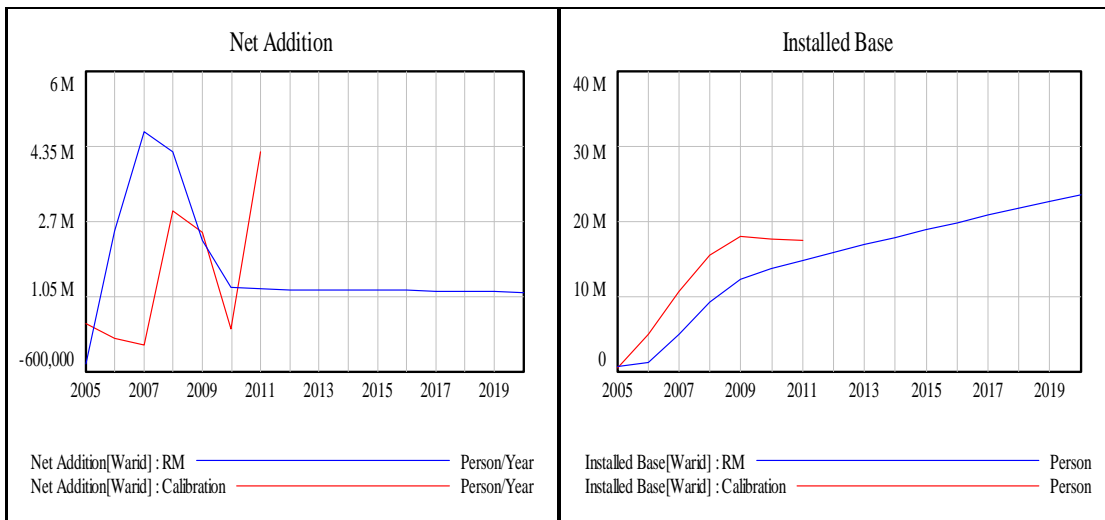 Net Addition
6 M
4.35 M
2.7 M
1.05 M
-600,000
2005 2007 2009 2011 2013 2015 2017 2019
Net Addition[Warid] : RM Person/Year
Net Addition[Warid] : Calibration Person/Year
Installed Base
40 M
30 M
20 M
10 M
0
2005 2007 2009 2011 2013 2015 2017 2019
Installed Base[Warid] : RM Person
Installed Base[Warid] : Calibration Person